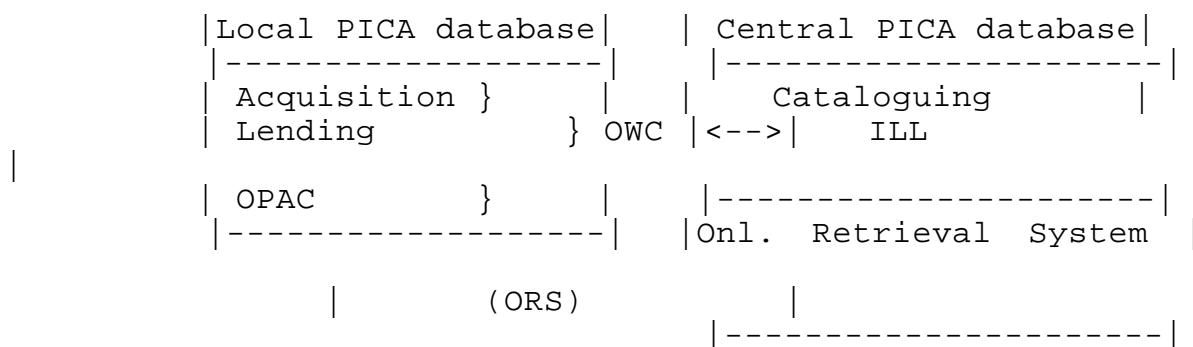 |Local PICA database|   | Central PICA database|
|-------------------|    |----------------------|
| Acquisition }      |   |    Cataloguing       |
| Lending         } OWC |<-->|   ILL
|
| OPAC        }      |    |----------------------|
|-------------------|   |Onl.  Retrieval  System  |
|       (ORS)             |
|----------------------|